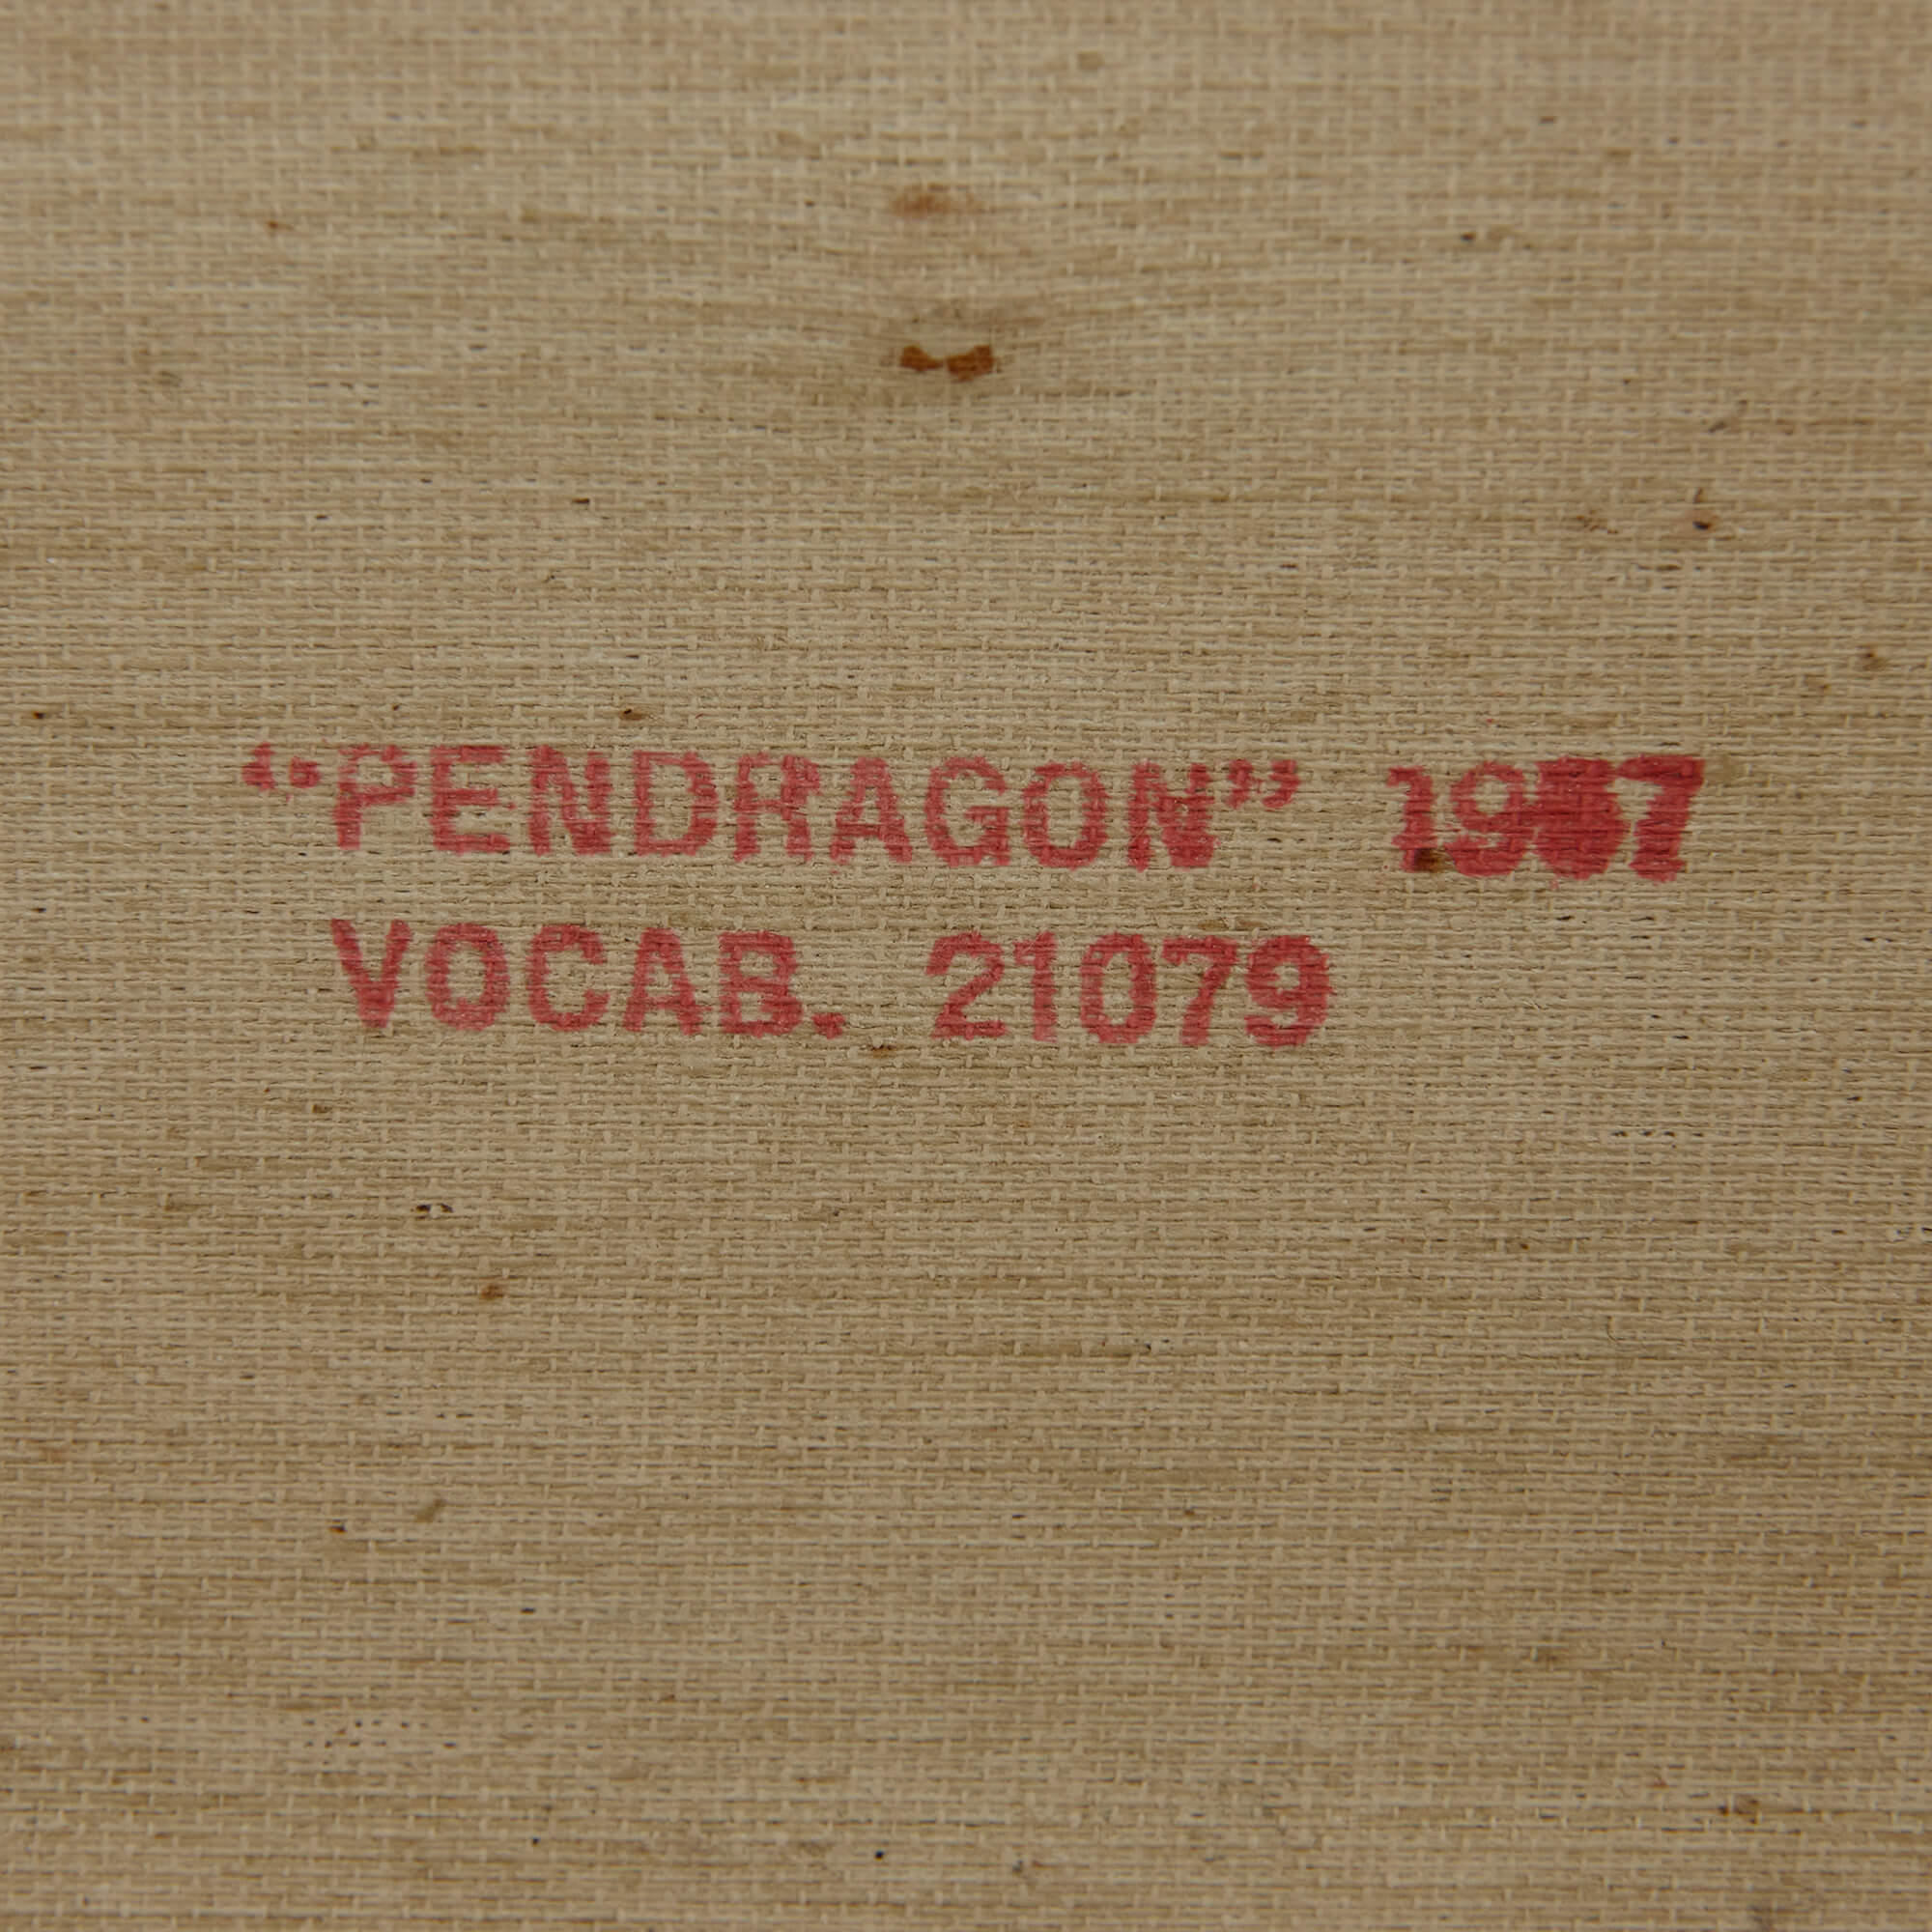 “PENDRAGON”
VOCAB. 21079